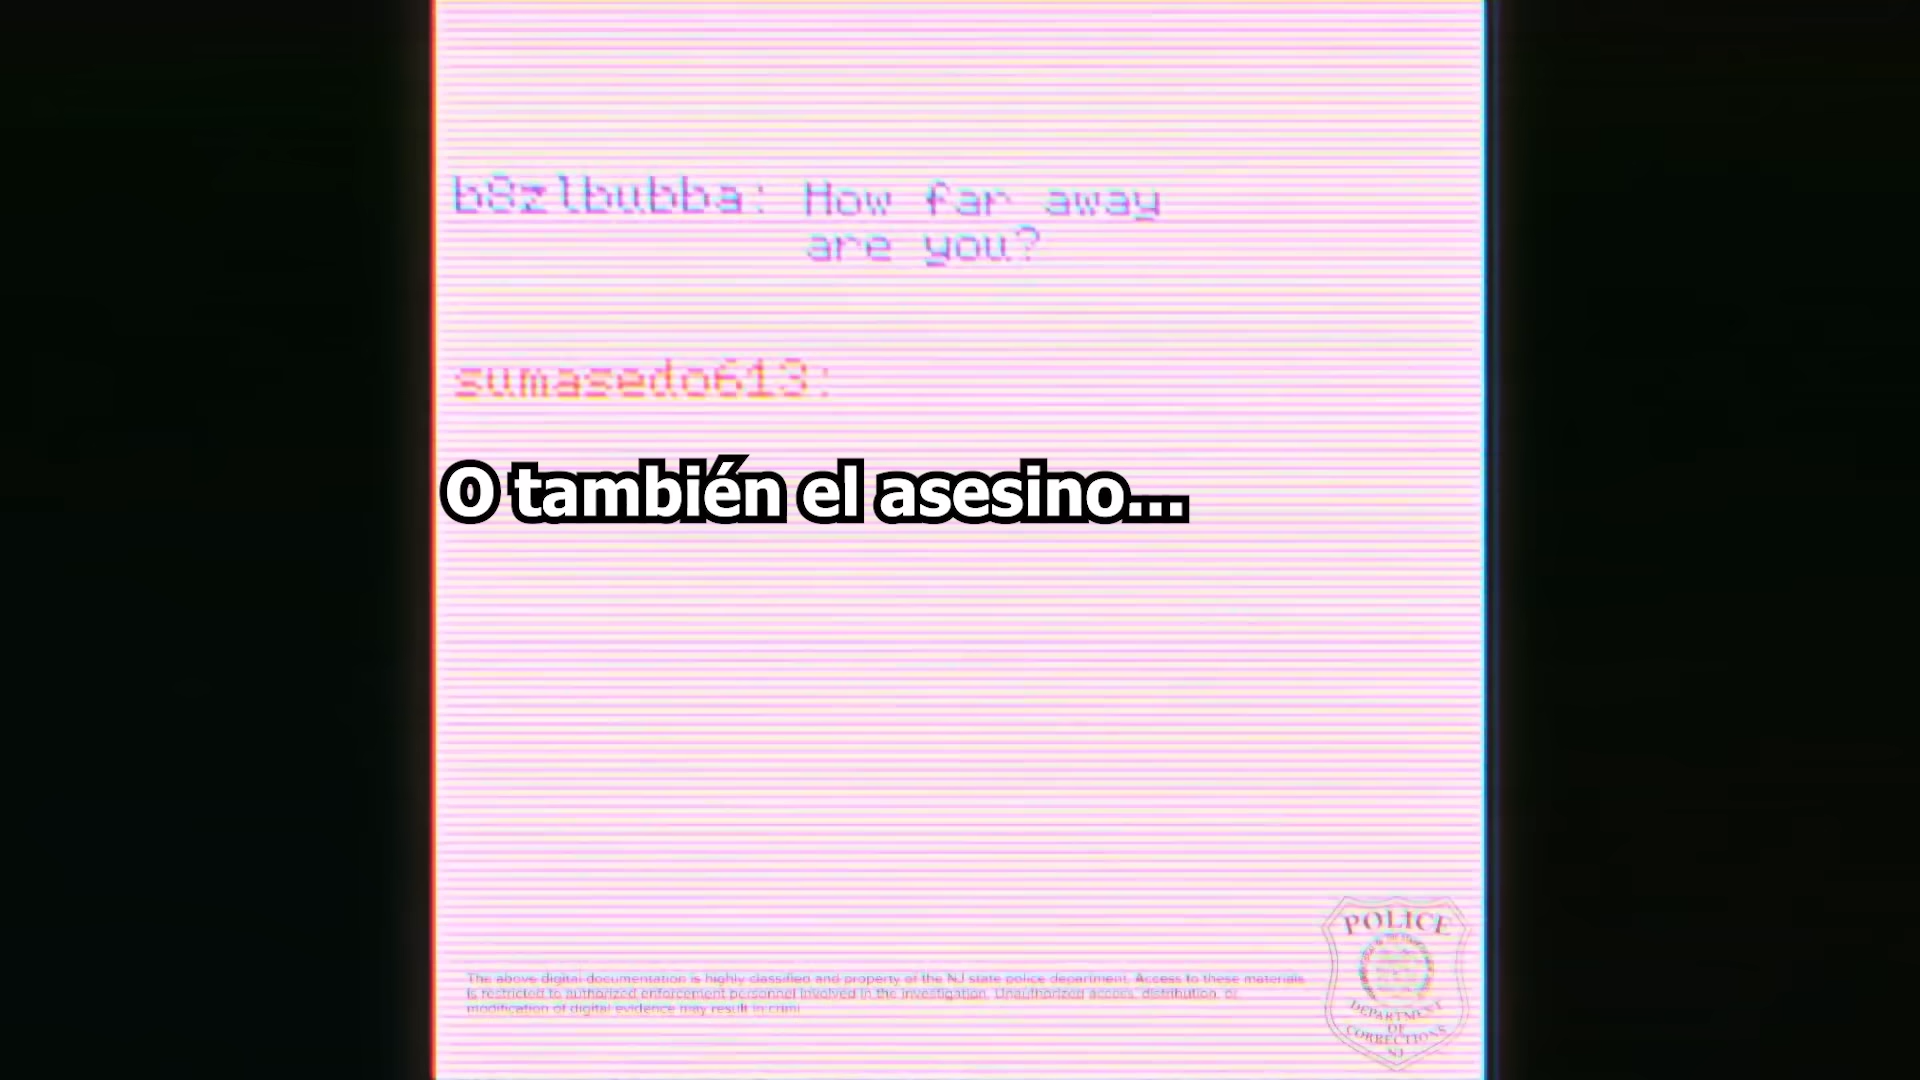 b8zlbubba: How far away
are you?
sumasedo613:
O también el asesino...
POLICE
DEPARTMENT
OF
CORRECTIONS
NJ
The above digital documentation is highly classified and property of the NJ state police department. Access to these materials
is restricted to authorized enforcement personnel involved in the investigation. Unauthorized access, distribution, or
modification of digital evidence may result in crimi